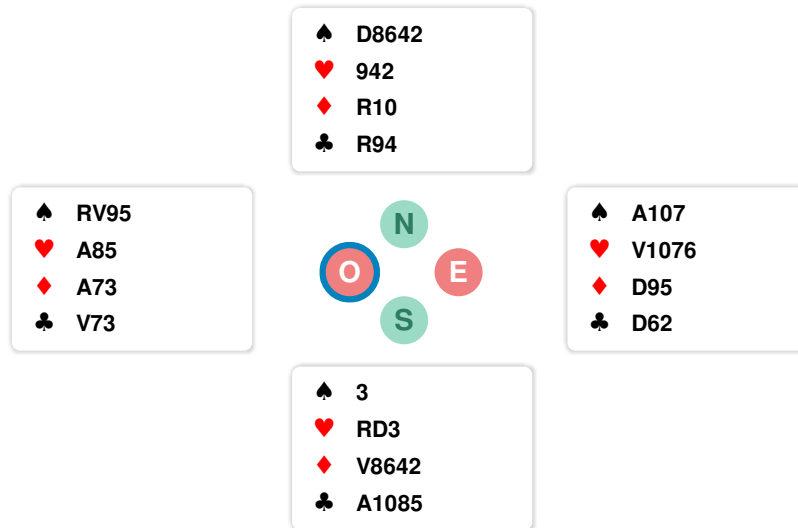 ♠ D8642
♥ 942
♦ R10
♣ R94
♠ RV95
♥ A85
♦ A73
♣ V73
N
O E
S
♠ A107
♥ V1076
♦ D95
♣ D62
♠ 3
♥ RD3
♦ V8642
♣ A1085